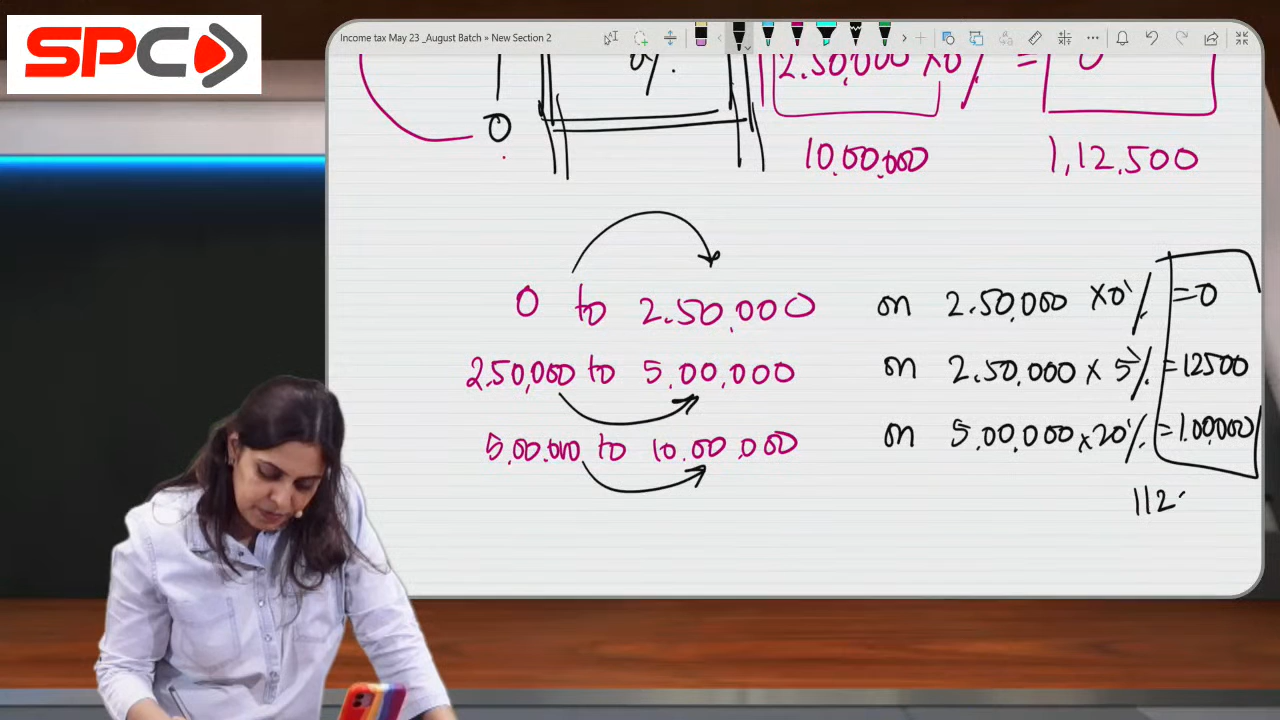 SPC
Income tax May 23 _August Batch » New Section 2
0%.
2.50,000 x0% = 0
0
10,00,000 1,12,500
0 to 2.50,000 on 2.50,000 x0% =0
2,50,000 to 5,00,000 on 2.50,000 x 5% =12500
5,00,000 to 10.00.000 on 5,00,000 x20% =1.00,000
112.